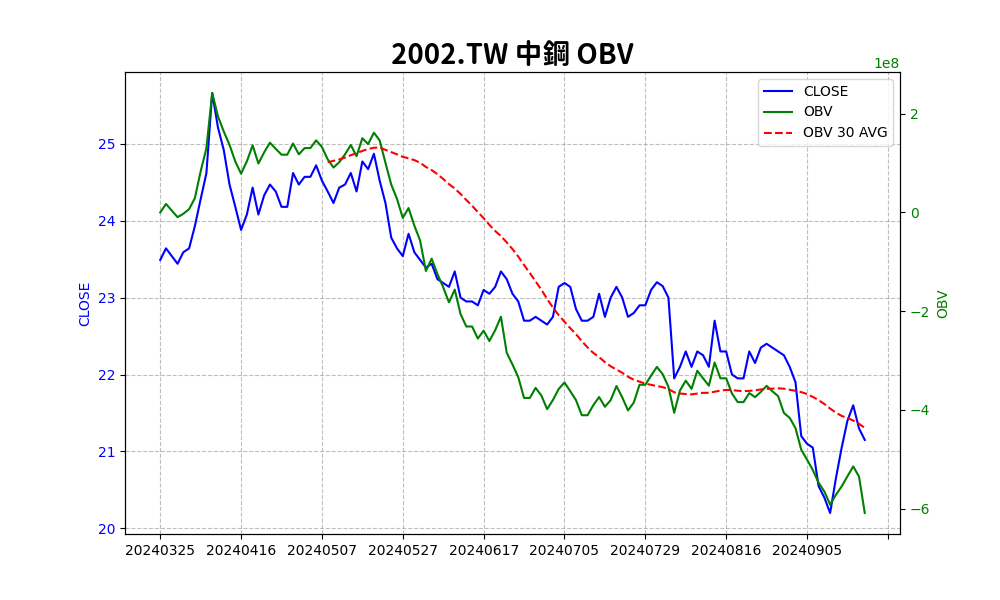 2002.TW 中鋼 OBV
1e8
CLOSE
OBV
OBV 30 AVG
25
24
23
22
21
20
CLOSE
2
0
−2
−4
−6
OBV
20240325 20240416 20240507 20240527 20240617 20240705 20240729 20240816 20240905